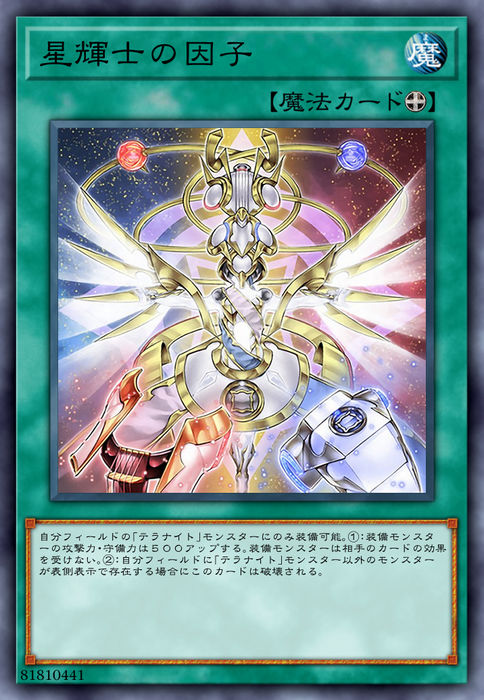 星輝士の因子
魔
【魔法カード】
自分フィールドの「テラナイト」モンスターにのみ装備可能。①:装備モンスタ
ーの攻撃力・守備力は５００アップする。装備モンスターは相手のカードの効果
を受けない。②:自分フィールドに「テラナイト」モンスター以外のモンスター
が表側表示で存在する場合にこのカードは破壊される。
81810441